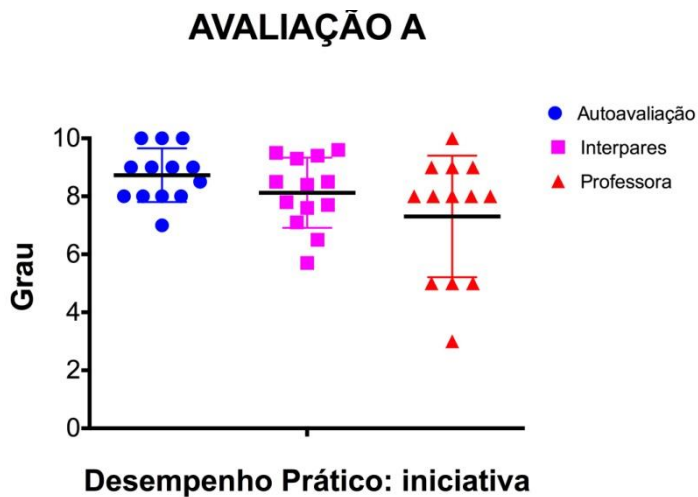 AVALIAÇÃO A
Autoavaliação
Interpares
Professora
10
8
6
4
2
0
Grau
Desempenho Prático: iniciativa